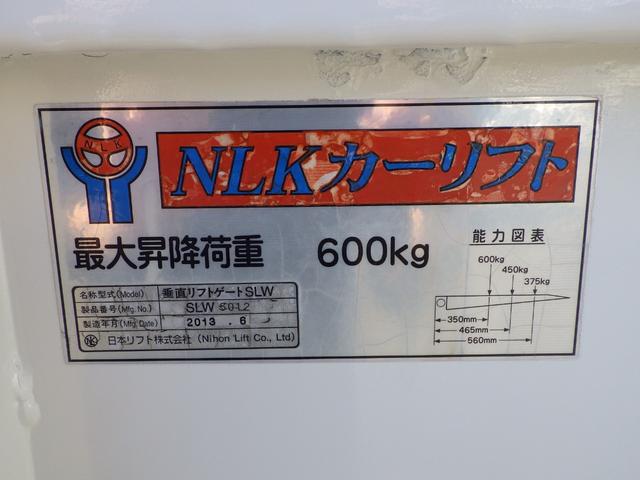 NLK
NLKカーリフト
最大昇降荷重 600kg
能力図表
600kg
450kg
375kg
350mm
465mm
560mm
名称型式(Model) 垂直リフトゲートSLW
製品番号(Mfg.No.) SLW 5012
製造年月(Mfg.Date) 2013 . 6
NLK 日本リフト株式会社 (Nihon Lift Co., Ltd)